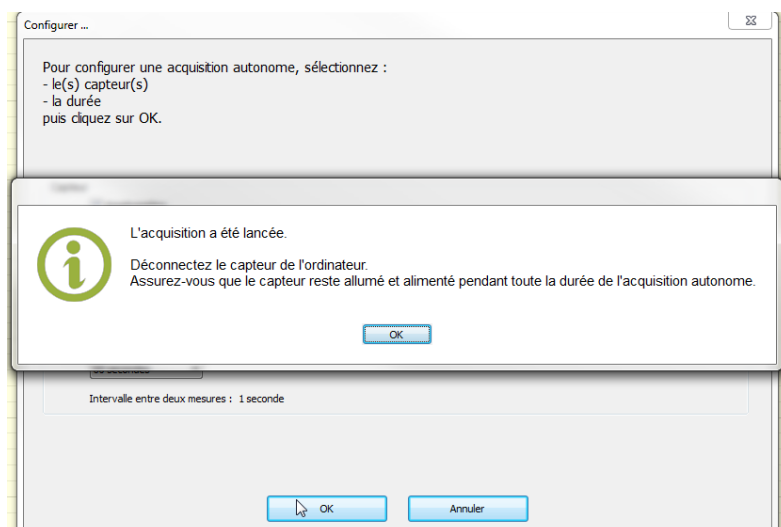 Configurer ...
Pour configurer une acquisition autonome, sélectionnez :
- le(s) capteur(s)
- la durée
puis cliquez sur OK.
Capteur
L'acquisition a été lancée.
Déconnectez le capteur de l'ordinateur.
Assurez-vous que le capteur reste allumé et alimenté pendant toute la durée de l'acquisition autonome.
OK
secondes
Intervalle entre deux mesures : 1 seconde
OK
Annuler